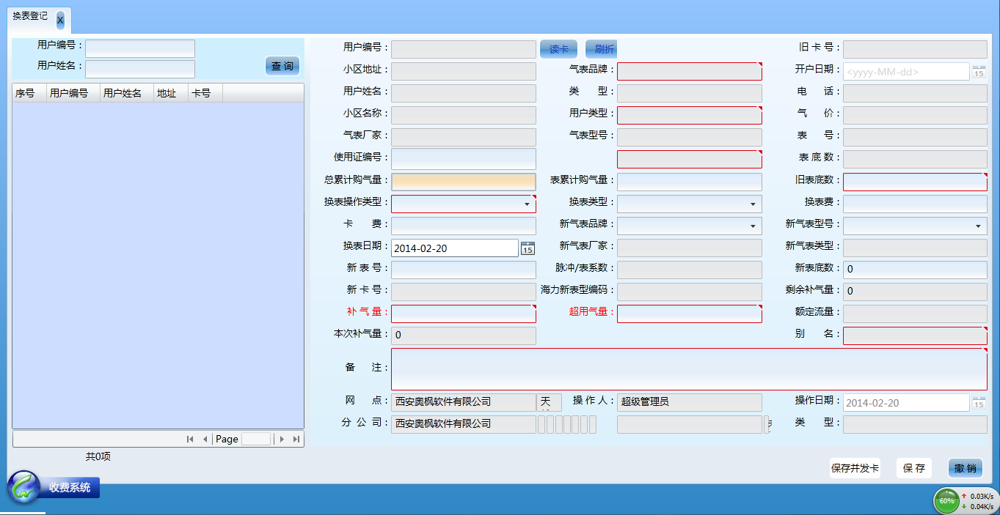 换表登记 X
用户编号：
用户姓名：
查 询
序号 用户编号 用户姓名 地址 卡号
Page
共0项
用户编号： 读卡 刷折 旧 卡 号：
小区地址： 气表品牌： 开户日期： <yyyy-MM-dd> 15
用户姓名： 类 型： 电 话：
小区名称： 用户类型： 气 价：
气表厂家： 气表型号： 表 号：
使用证编号： 表 底 数：
总累计购气量： 表累计购气量： 旧表底数：
换表操作类型： 换表类型： 换表费：
卡 费： 新气表品牌： 新气表型号：
换表日期： 2014-02-20 15 新气表厂家： 新气表类型：
新 表 号： 脉冲/表系数： 新表底数： 0
新 卡 号： 海力新表型编码： 剩余补气量： 0
补 气 量： 超用气量： 额定流量：
本次补气量： 0 别 名：
备 注：
网 点： 西安奥枫软件有限公司 天 操 作 人： 超级管理员 操作日期： 2014-02-20 15
分 公 司： 西安奥枫软件有限公司 类 型：
保存并发卡 保 存 撤 销
收费系统
60% 0.03K/s
0.04K/s